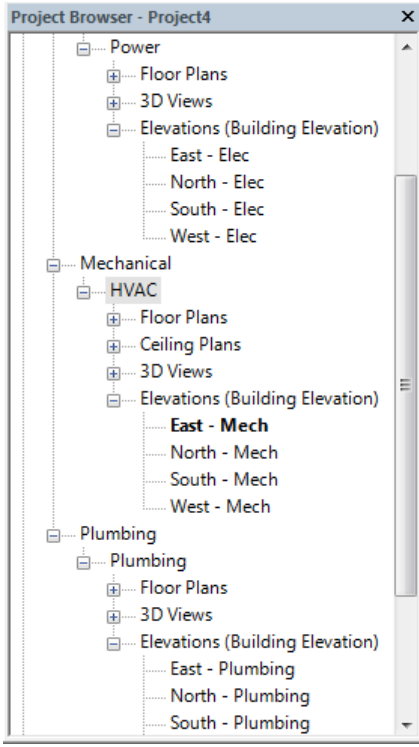 Project Browser - Project4
Power
Floor Plans
3D Views
Elevations (Building Elevation)
East - Elec
North - Elec
South - Elec
West - Elec
Mechanical
HVAC
Floor Plans
Ceiling Plans
3D Views
Elevations (Building Elevation)
East - Mech
North - Mech
South - Mech
West - Mech
Plumbing
Plumbing
Floor Plans
3D Views
Elevations (Building Elevation)
East - Plumbing
North - Plumbing
South - Plumbing